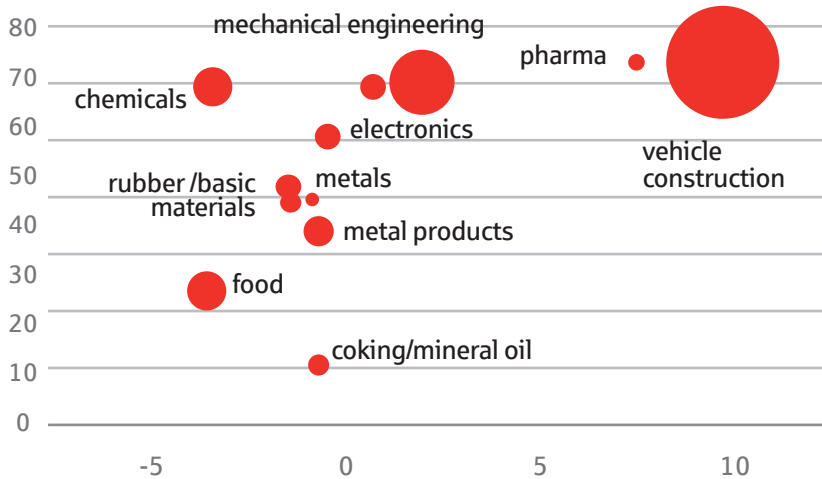 80
mechanical engineering
pharma
70
chemicals
60
electronics
vehicle
construction
50
rubber/basic
materials
metals
40
metal products
30
food
20
coking/mineral oil
10
0
-5 0 5 10